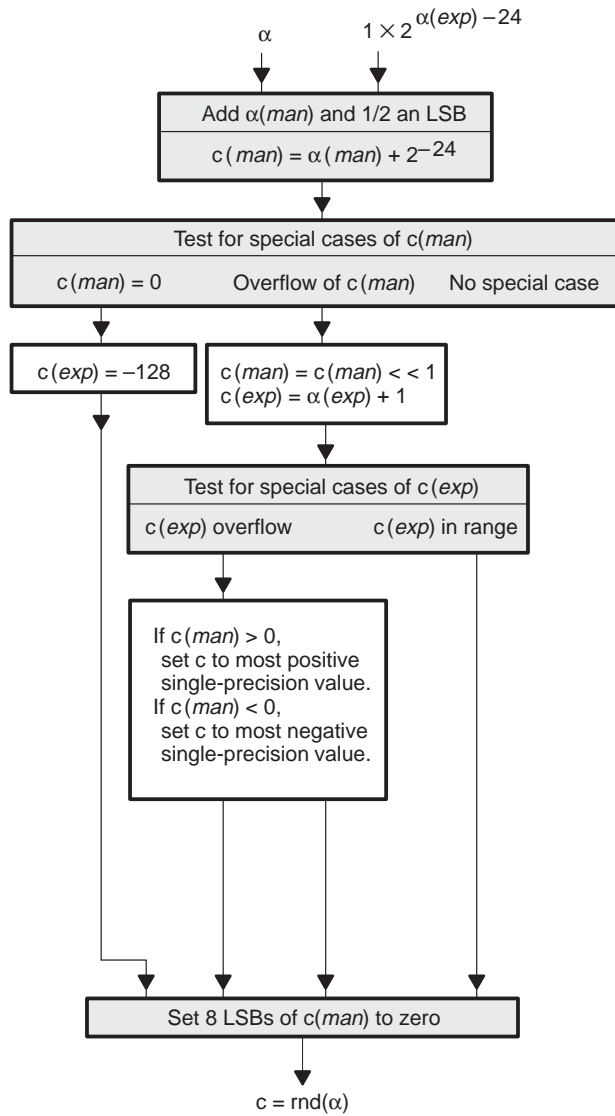 α 1 × 2^α(exp) – 24
Add α(man) and 1/2 an LSB
c(man) = α(man) + 2^–24
Test for special cases of c(man)
c(man) = 0 Overflow of c(man) No special case
c(exp) = –128
c(man) = c(man) < < 1
c(exp) = α(exp) + 1
Test for special cases of c(exp)
c(exp) overflow c(exp) in range
If c(man) > 0,
set c to most positive
single-precision value.
If c(man) < 0,
set c to most negative
single-precision value.
Set 8 LSBs of c(man) to zero
c = rnd(α)